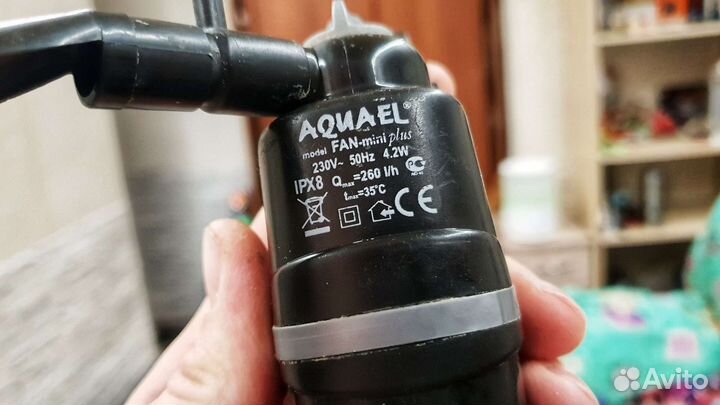 AQUAEL®
model FAN-mini plus
230V~ 50Hz 4.2W
IPX8 Qmax=260 l/h
tmax=35°C
CE
Avito